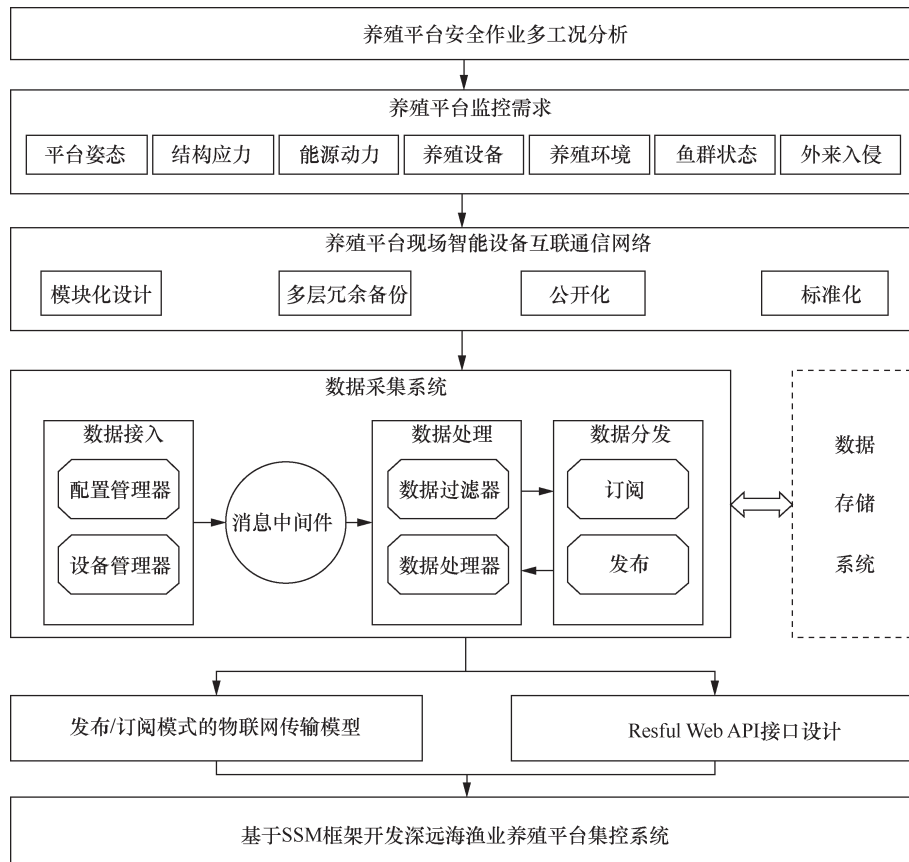 养殖平台安全作业多工况分析
养殖平台监控需求
平台姿态 结构应力 能源动力 养殖设备 养殖环境 鱼群状态 外来入侵
养殖平台现场智能设备互联通信网络
模块化设计 多层冗余备份 公开化 标准化
数据采集系统
数据接入
配置管理器
设备管理器
消息中间件
数据处理
数据过滤器
数据处理器
数据分发
订阅
发布
数据
存储
系统
发布/订阅模式的物联网传输模型
Resful Web API接口设计
基于SSM框架开发深远海渔业养殖平台集控系统